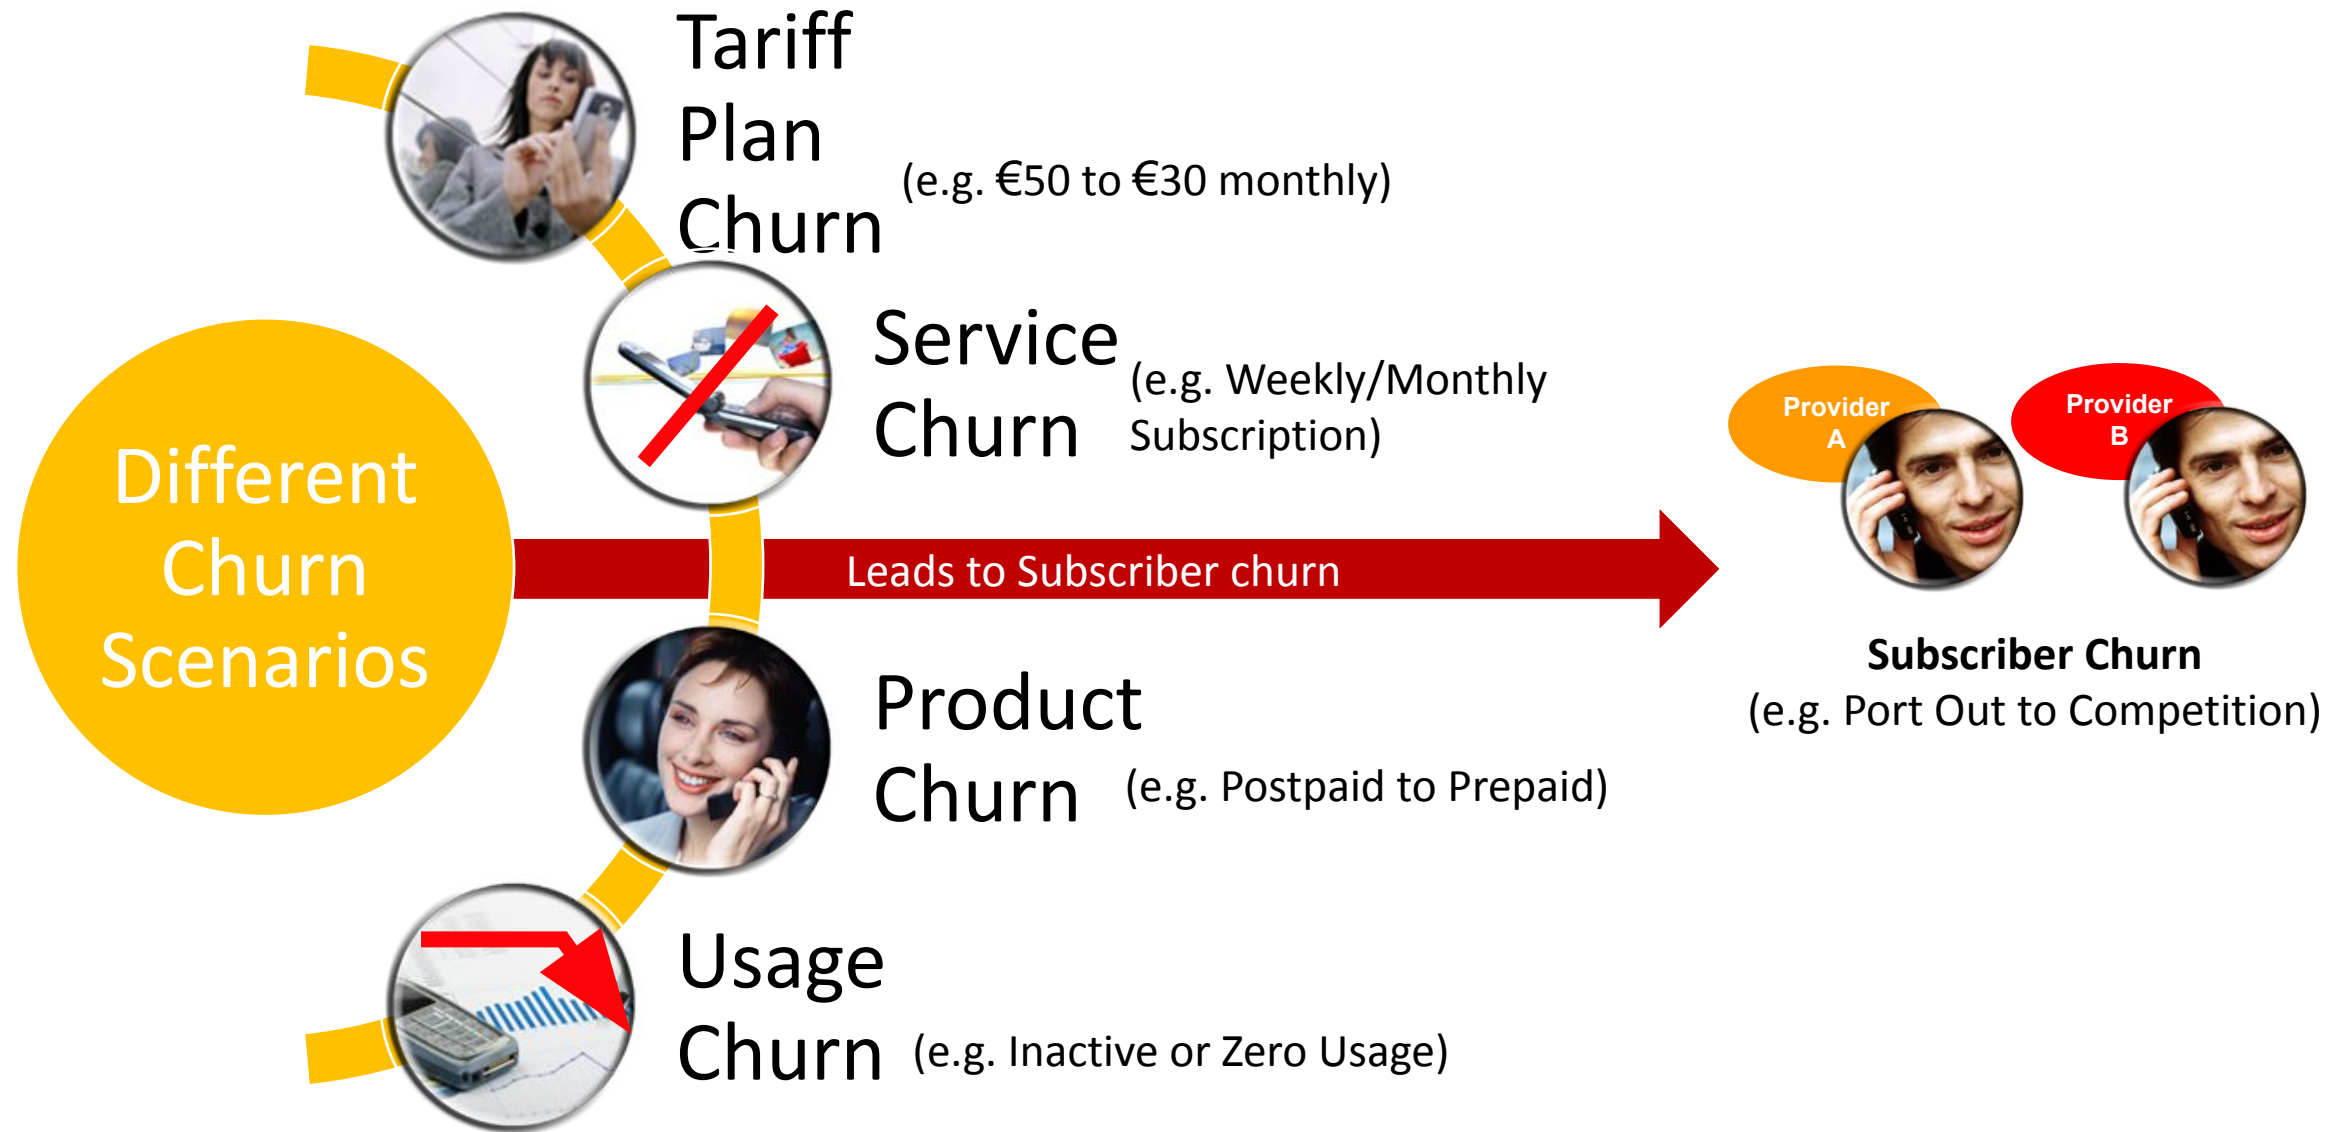 Different
Churn
Scenarios
Tariff
Plan
Churn
(e.g. €50 to €30 monthly)
Service
Churn
(e.g. Weekly/Monthly
Subscription)
Leads to Subscriber churn
Product
Churn
(e.g. Postpaid to Prepaid)
Usage
Churn
(e.g. Inactive or Zero Usage)
Provider
A
Provider
B
Subscriber Churn
(e.g. Port Out to Competition)